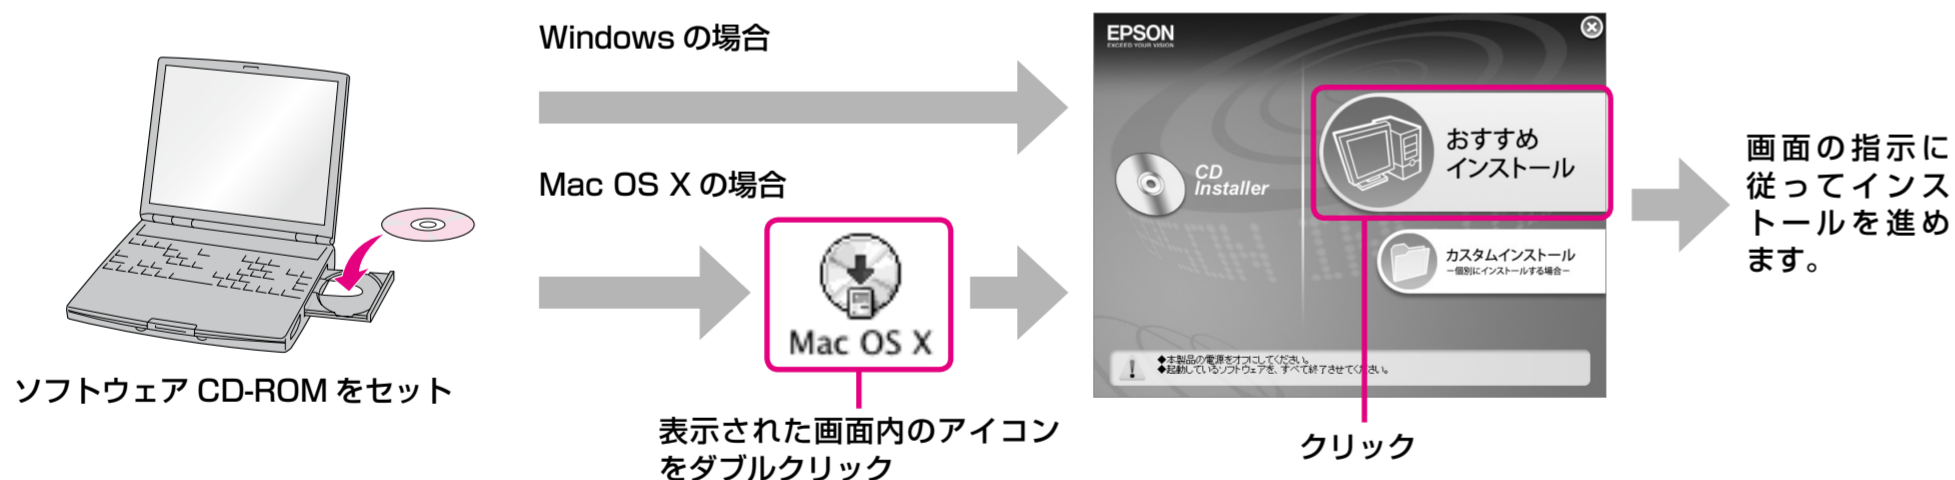 ソフトウェア CD-ROM をセット
Windows の場合
Mac OS X の場合
Mac OS X
表示された画面内のアイコン
をダブルクリック
EPSON
EXCEED YOUR VISION
CD
Installer
おすすめ
インストール
カスタムインストール
－個別にインストールする場合－
◆本製品の電源をオフにしてください。
◆起動しているソフトウェアを、すべて終了させてください。
クリック
画面の指示に
従ってインス
トールを進め
ます。